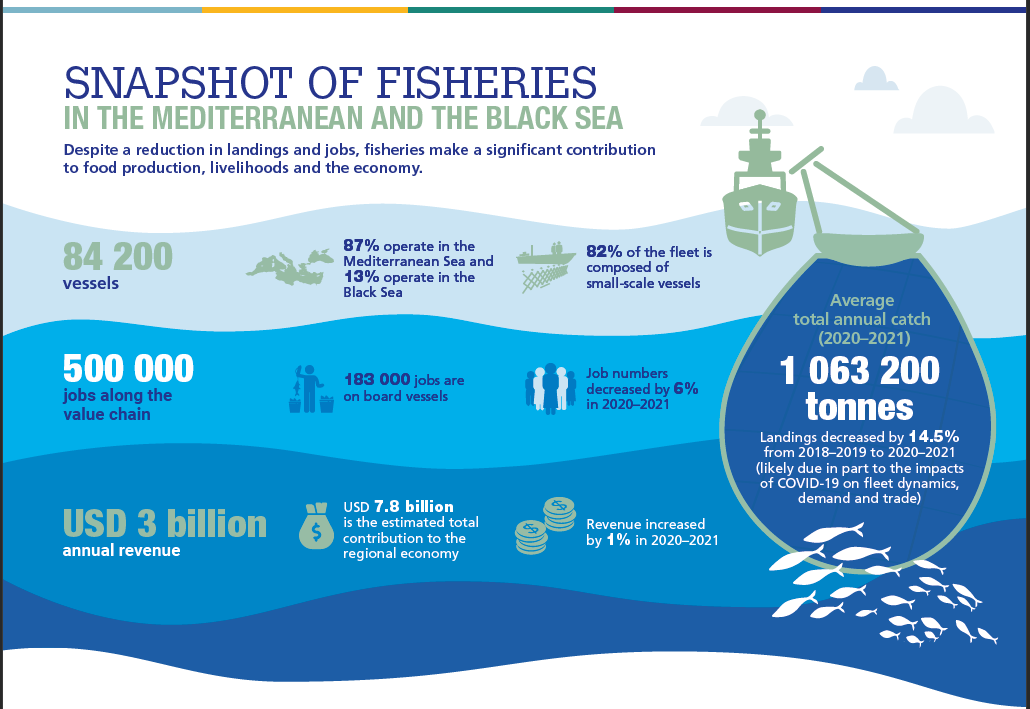 SNAPSHOT OF FISHERIES
IN THE MEDITERRANEAN AND THE BLACK SEA
Despite a reduction in landings and jobs, fisheries make a significant contribution
to food production, livelihoods and the economy.
84 200
vessels
87% operate in the
Mediterranean Sea and
13% operate in the
Black Sea
82% of the fleet is
composed of
small-scale vessels
500 000
jobs along the
value chain
183 000 jobs are
on board vessels
Job numbers
decreased by 6%
in 2020–2021
USD 3 billion
annual revenue
$
USD 7.8 billion
is the estimated total
contribution to the
regional economy
$
$
Revenue increased
by 1% in 2020–2021
Average
total annual catch
(2020–2021)
1 063 200
tonnes
Landings decreased by 14.5%
from 2018–2019 to 2020–2021
(likely due in part to the impacts
of COVID-19 on fleet dynamics,
demand and trade)